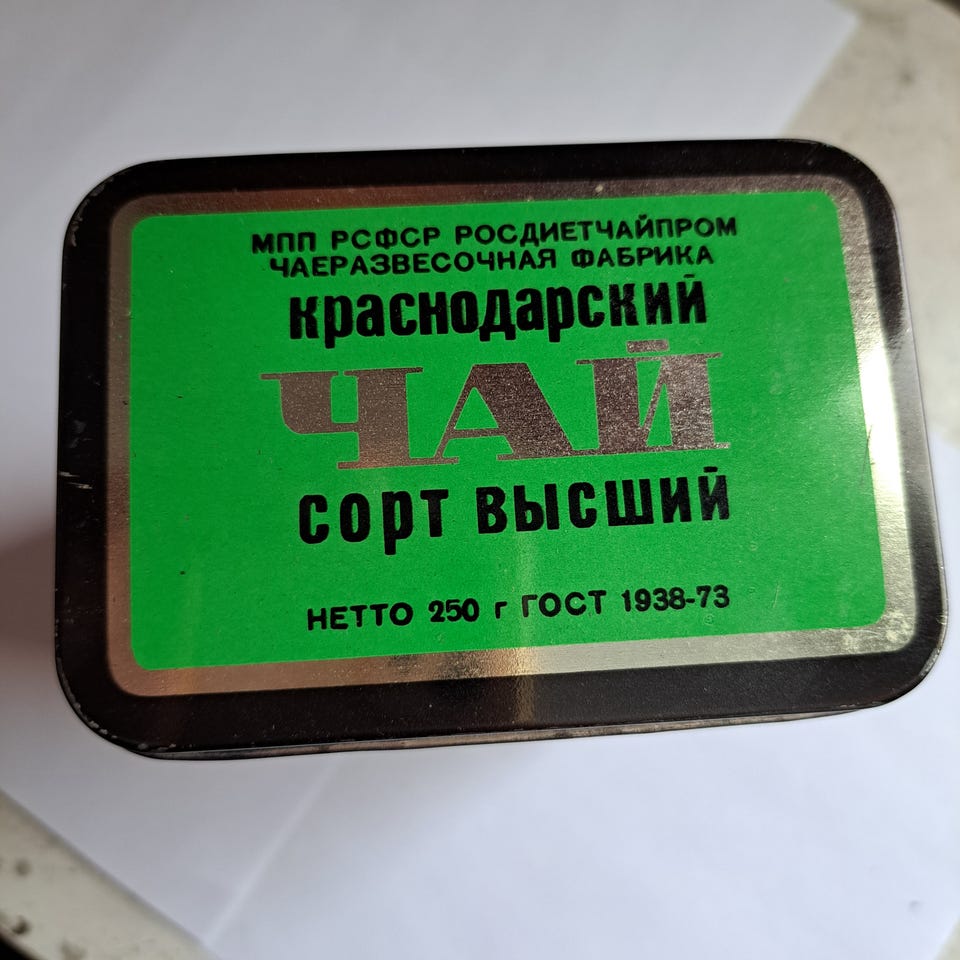 МПП РСФСР РОСДИЕТЧАЙПРОМ
ЧАЕРАЗВЕСОЧНАЯ ФАБРИКА
краснодарский
ЧАЙ
сорт высший
НЕТТО 250 г ГОСТ 1938-73